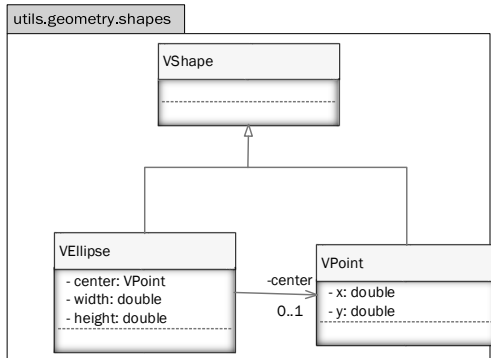 utils.geometry.shapes
VShape
VEllipse
- center: VPoint
- width: double
- height: double
-center
0..1
VPoint
- x: double
- y: double